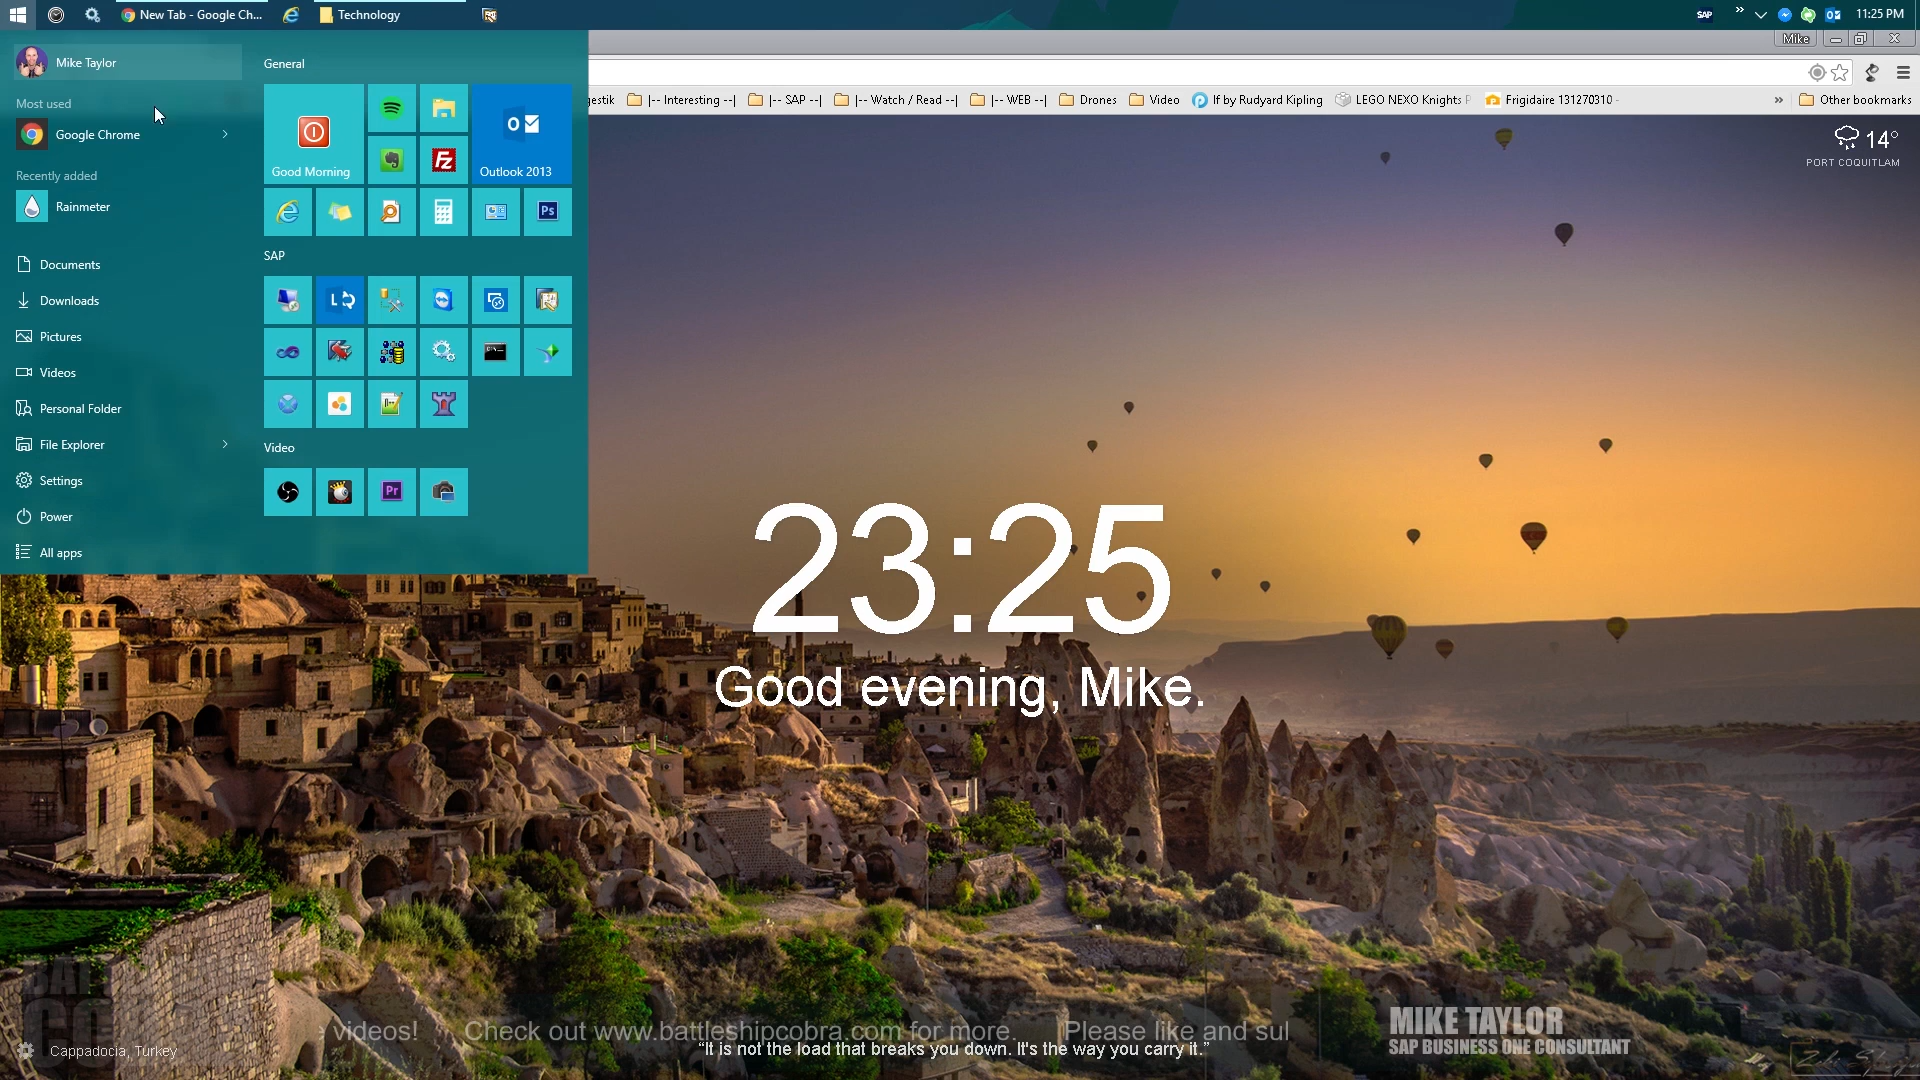 New Tab - Google Ch...
Technology
SAP
11:25 PM
Mike
Mike Taylor
Most used
Google Chrome
Recently added
Rainmeter
Documents
Downloads
Pictures
Videos
Personal Folder
File Explorer
Settings
Power
All apps
General
Good Morning
Outlook 2013
Ps
SAP
Video
Pr
gestik
|-- Interesting --|
|-- SAP --|
|-- Watch / Read --|
|-- WEB --|
Drones
Video
If by Rudyard Kipling
LEGO NEXO Knights
Frigidaire 131270310 -
Other bookmarks
14°
PORT COQUITLAM
23:25
Good evening, Mike.
videos! Check out www.battleshipcobra.com for more. Please like and sul
"It is not the load that breaks you down. It's the way you carry it."
Cappadocia, Turkey
MIKE TAYLOR
SAP BUSINESS ONE CONSULTANT